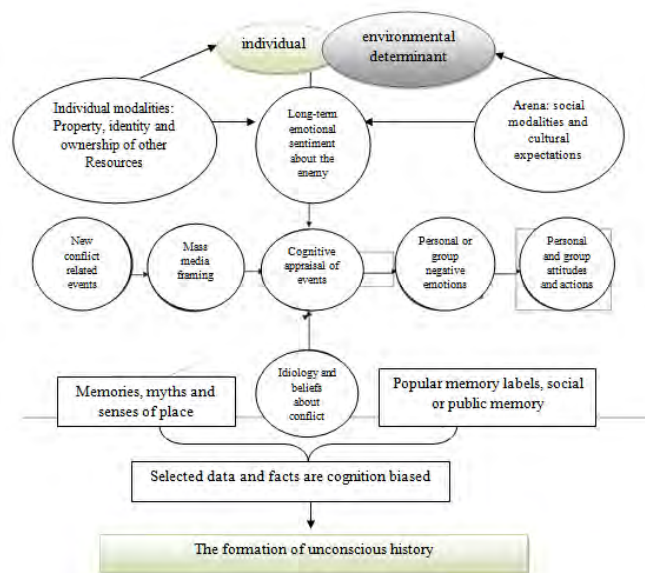 individual
environmental
determinant
Individual modalities:
Property, identity and
ownership of other
Resources
Long-term
emotional
sentiment
about the
enemy
Arena: social
modalities and
cultural
expectations
New
conflict
related
events
Mass
media
framing
Cognitive
appraisal of
events
Personal or
group
negative
emotions
Personal
and group
attitudes
and actions
Idiology and
beliefs
about
conflict
Memories, myths and
senses of place
Popular memory labels, social
or public memory
Selected data and facts are cognition biased
The formation of unconscious history